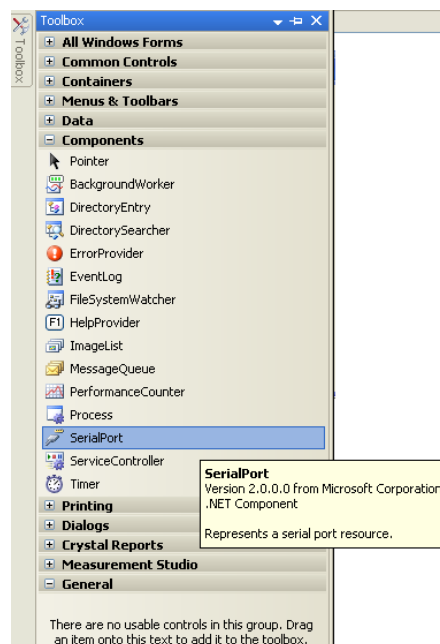 Toolbox
Toolbox
All Windows Forms
Common Controls
Containers
Menus & Toolbars
Data
Components
Pointer
BackgroundWorker
DirectoryEntry
DirectorySearcher
ErrorProvider
EventLog
FileSystemWatcher
F1 HelpProvider
ImageList
MessageQueue
PerformanceCounter
Process
SerialPort
ServiceController
Timer
SerialPort
Version 2.0.0.0 from Microsoft Corporation
.NET Component
Represents a serial port resource.
Printing
Dialogs
Crystal Reports
Measurement Studio
General
There are no usable controls in this group. Drag
an item onto this text to add it to the toolbox.